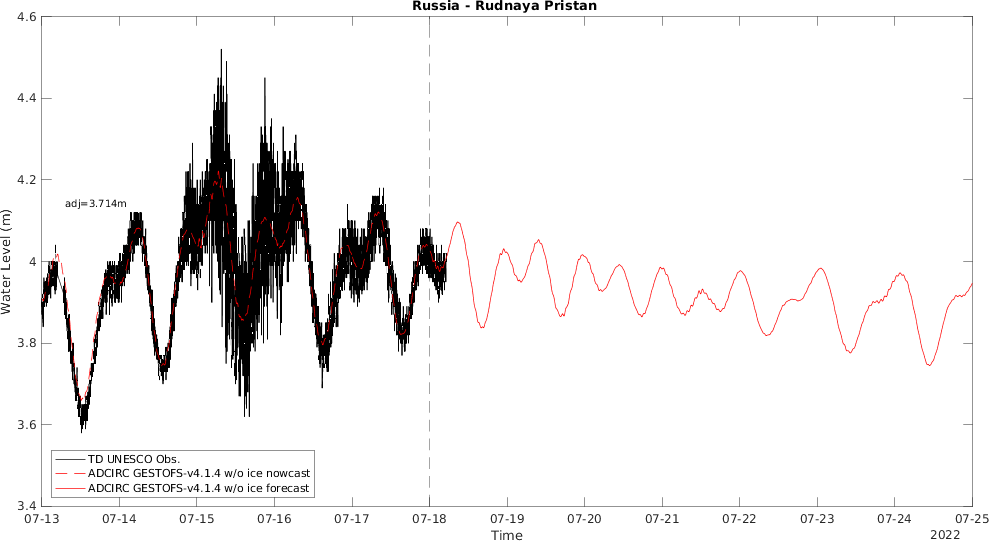 Russia - Rudnaya Pristan
4.6
4.4
4.2
4
3.8
3.6
3.4
Water Level (m)
adj=3.714m
TD UNESCO Obs.
ADCIRC GESTOFS-v4.1.4 w/o ice nowcast
ADCIRC GESTOFS-v4.1.4 w/o ice forecast
07-13 07-14 07-15 07-16 07-17 07-18 07-19 07-20 07-21 07-22 07-23 07-24 07-25
Time
2022